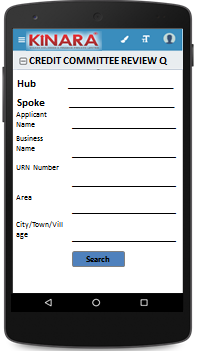 KINARA
CREDIT COMMITTEE REVIEW Q
Hub
Spoke
Applicant
Name
Business
Name
URN Number
Area
City/Town/Vill
age
Search